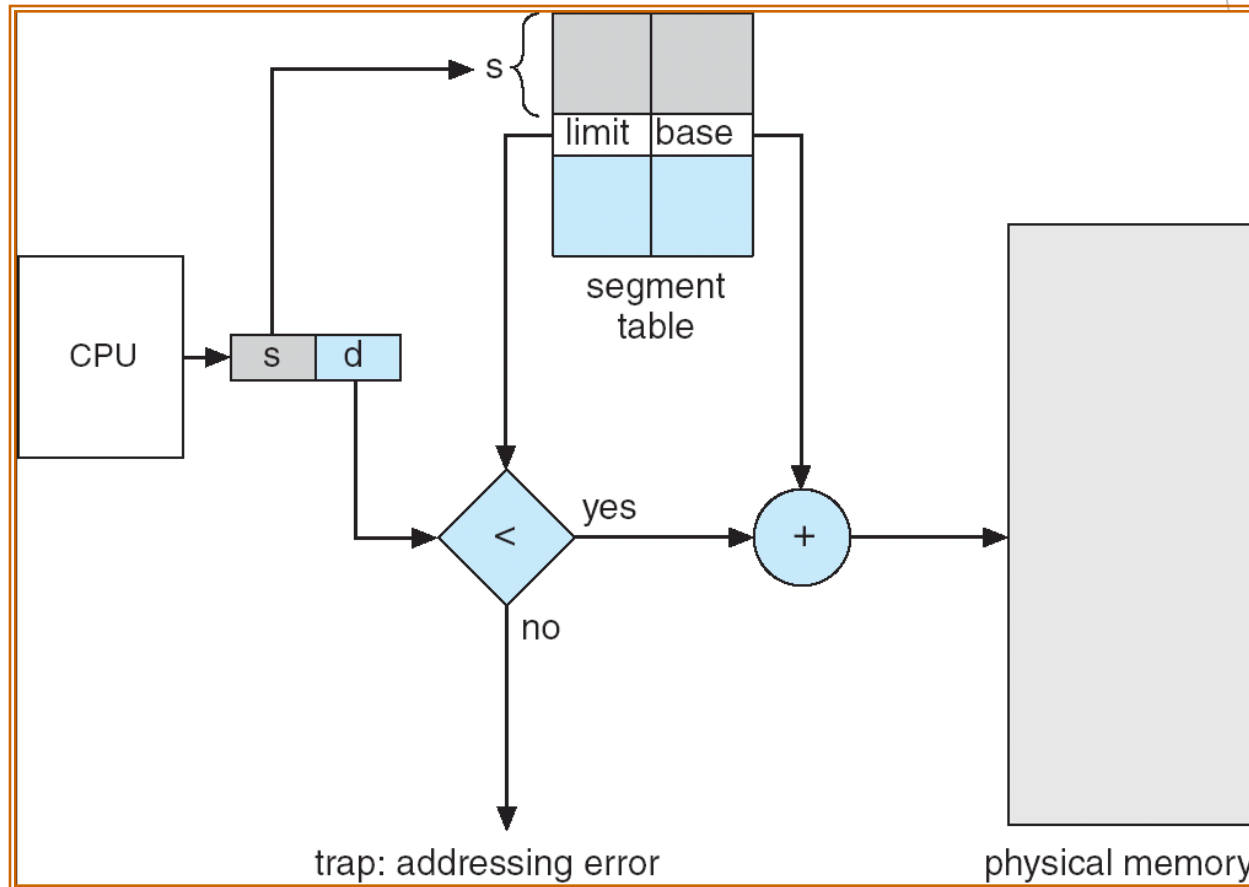 s
limit base
segment
table
CPU
s d
<
yes
+
no
trap: addressing error
physical memory